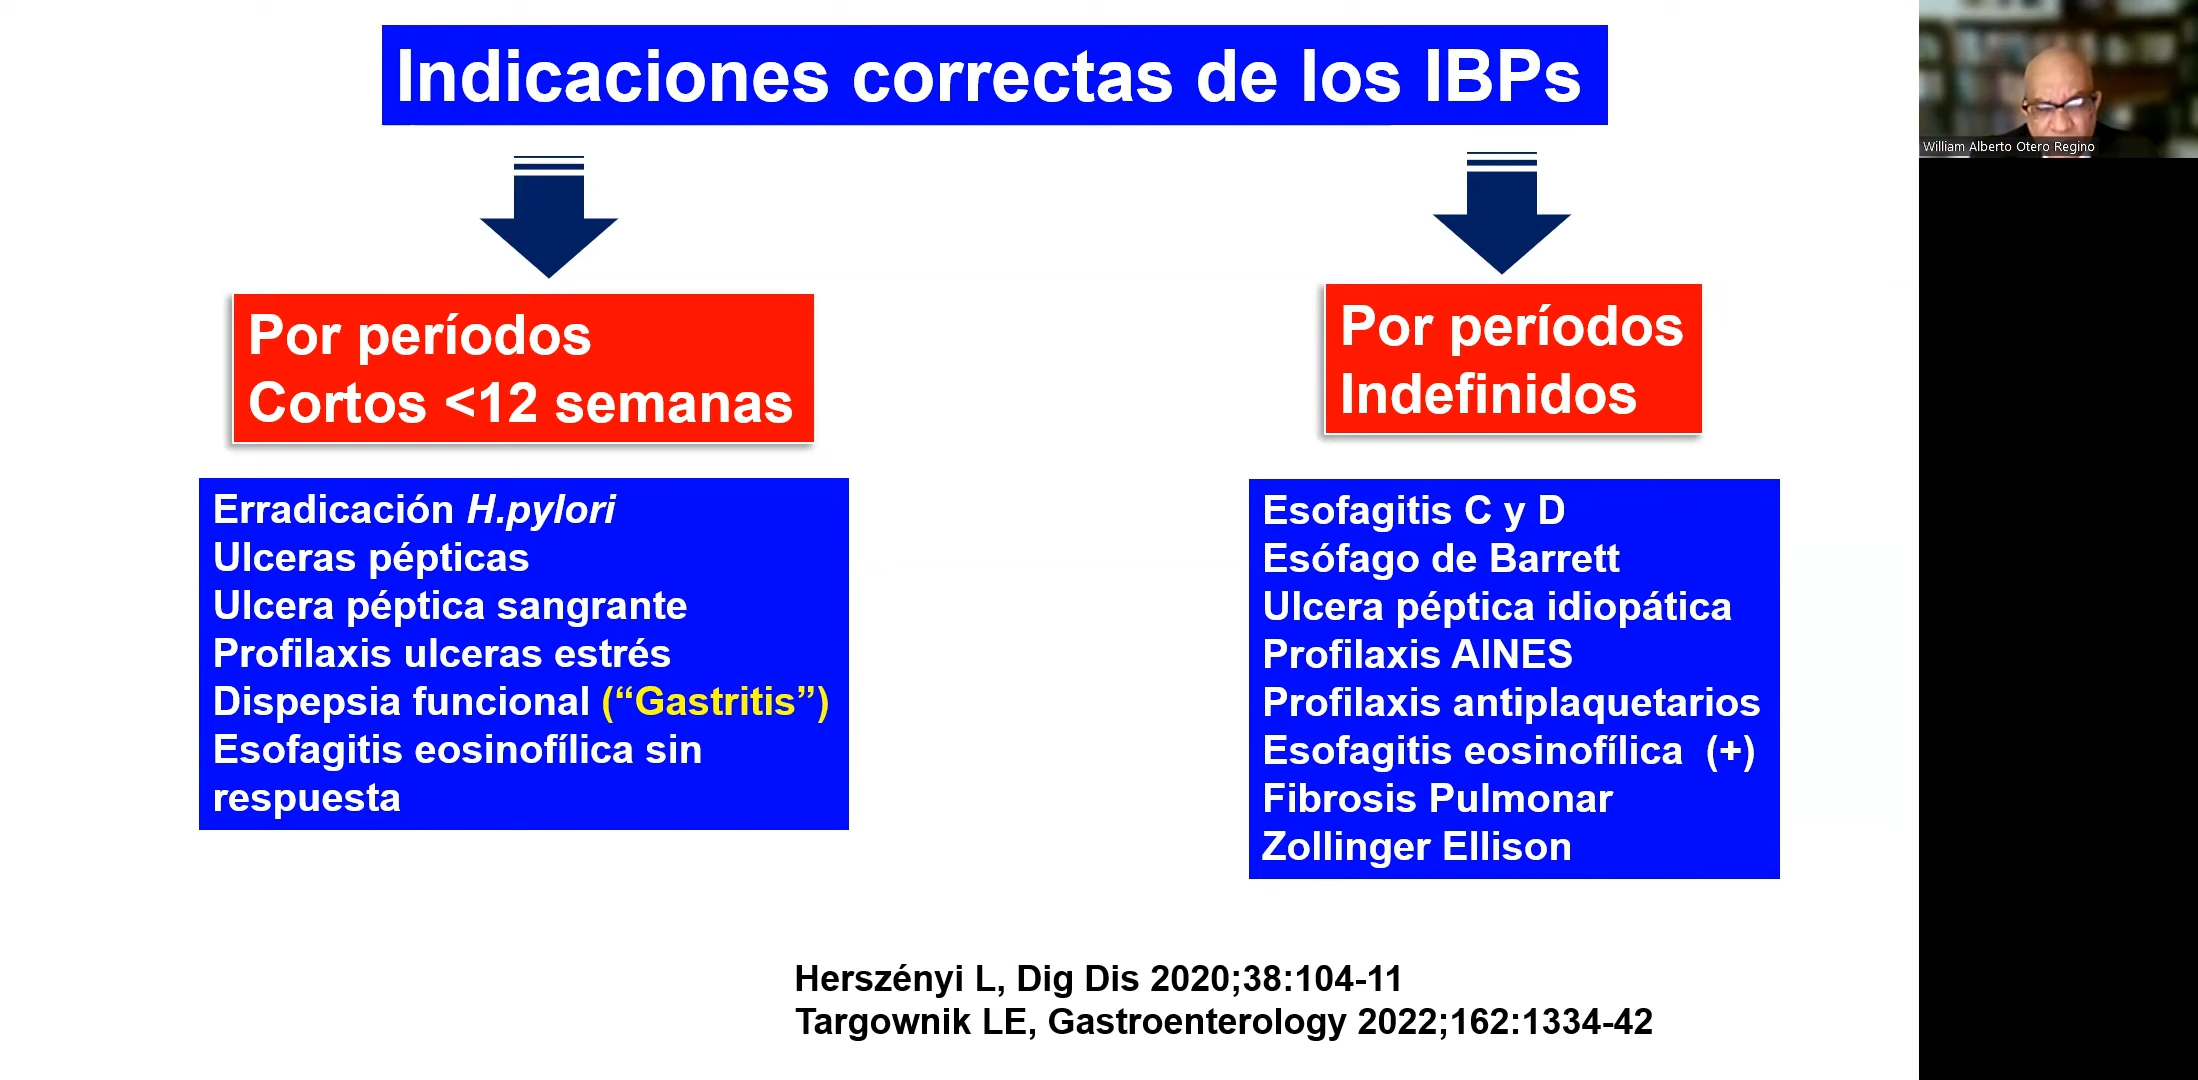 Indicaciones correctas de los IBPs
William Alberto Otero Regino
Por períodos
Cortos <12 semanas
Erradicación H.pylori
Ulceras pépticas
Ulcera péptica sangrante
Profilaxis ulceras estrés
Dispepsia funcional (“Gastritis”)
Esofagitis eosinofílica sin
respuesta
Por períodos
Indefinidos
Esofagitis C y D
Esófago de Barrett
Ulcera péptica idiopática
Profilaxis AINES
Profilaxis antiplaquetarios
Esofagitis eosinofílica (+)
Fibrosis Pulmonar
Zollinger Ellison
Herszényi L, Dig Dis 2020;38:104-11
Targownik LE, Gastroenterology 2022;162:1334-42